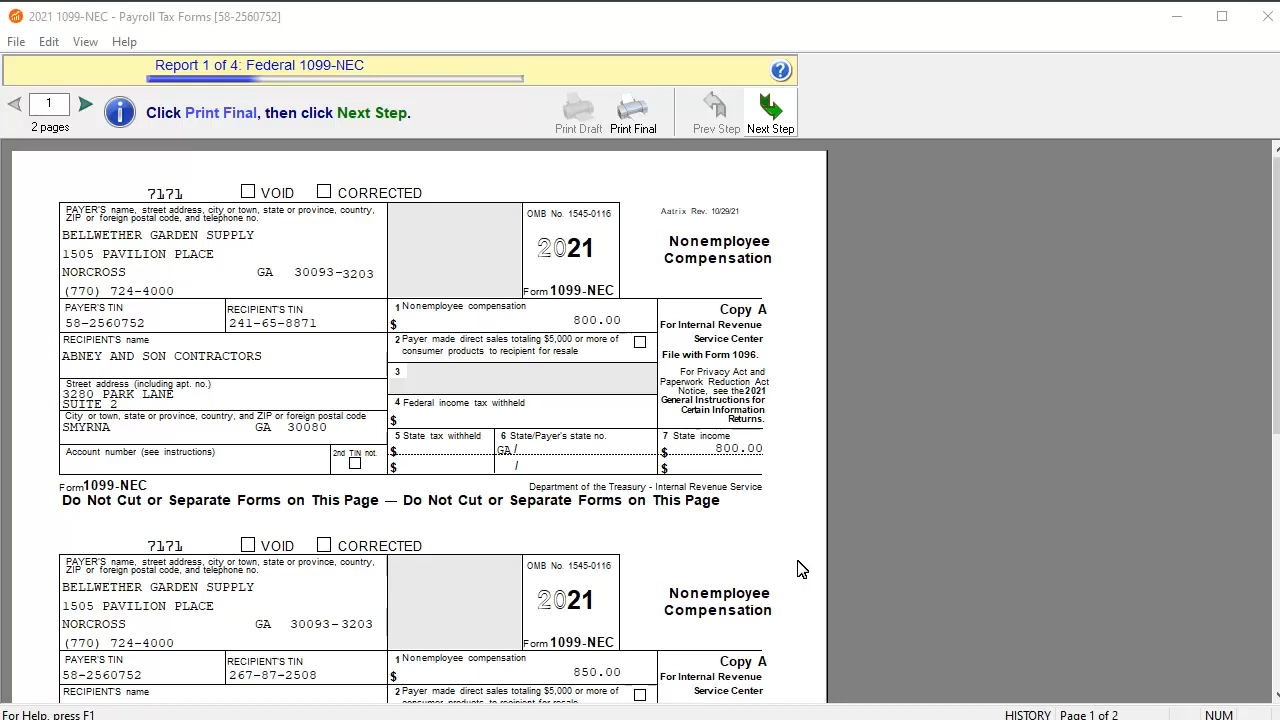 2021 1099-NEC - Payroll Tax Forms [58-2560752]
File Edit View Help
Report 1 of 4: Federal 1099-NEC
?
1
2 pages
i
Click Print Final, then click Next Step.
Print Draft Print Final Prev Step Next Step
7171 VOID CORRECTED
PAYER'S name, street address, city or town, state or province, country,
ZIP or foreign postal code, and telephone no.
BELLWETHER GARDEN SUPPLY
1505 PAVILION PLACE
NORCROSS GA 30093-3203
(770) 724-4000
OMB No. 1545-0116
2021
Form 1099-NEC
Aatrix Rev. 10/29/21
Nonemployee
Compensation
PAYER'S TIN
58-2560752
RECIPIENT'S TIN
241-65-8871
1 Nonemployee compensation
$ 800.00
Copy A
For Internal Revenue
Service Center
File with Form 1096.
For Privacy Act and
Paperwork Reduction Act
Notice, see the 2021
General Instructions for
Certain Information
Returns.
RECIPIENT'S name
ABNEY AND SON CONTRACTORS
2 Payer made direct sales totaling $5,000 or more of
consumer products to recipient for resale
3
Street address (including apt. no.)
3280 PARK LANE
SUITE 2
4 Federal income tax withheld
$
City or town, state or province, country, and ZIP or foreign postal code
SMYRNA GA 30080
5 State tax withheld
$
$
6 State/Payer's state no.
GA /
/
7 State income
$ 800.00
$
Account number (see instructions)
2nd TIN not.
Form 1099-NEC
Department of the Treasury - Internal Revenue Service
Do Not Cut or Separate Forms on This Page — Do Not Cut or Separate Forms on This Page
7171 VOID CORRECTED
PAYER'S name, street address, city or town, state or province, country,
ZIP or foreign postal code, and telephone no.
BELLWETHER GARDEN SUPPLY
1505 PAVILION PLACE
NORCROSS GA 30093-3203
(770) 724-4000
OMB No. 1545-0116
2021
Form 1099-NEC
Nonemployee
Compensation
PAYER'S TIN
58-2560752
RECIPIENT'S TIN
267-87-2508
1 Nonemployee compensation
$ 850.00
Copy A
For Internal Revenue
Service Center
RECIPIENT'S name
2 Payer made direct sales totaling $5,000 or more of
consumer products to recipient for resale
For Help, press F1
HISTORY Page 1 of 2 NUM